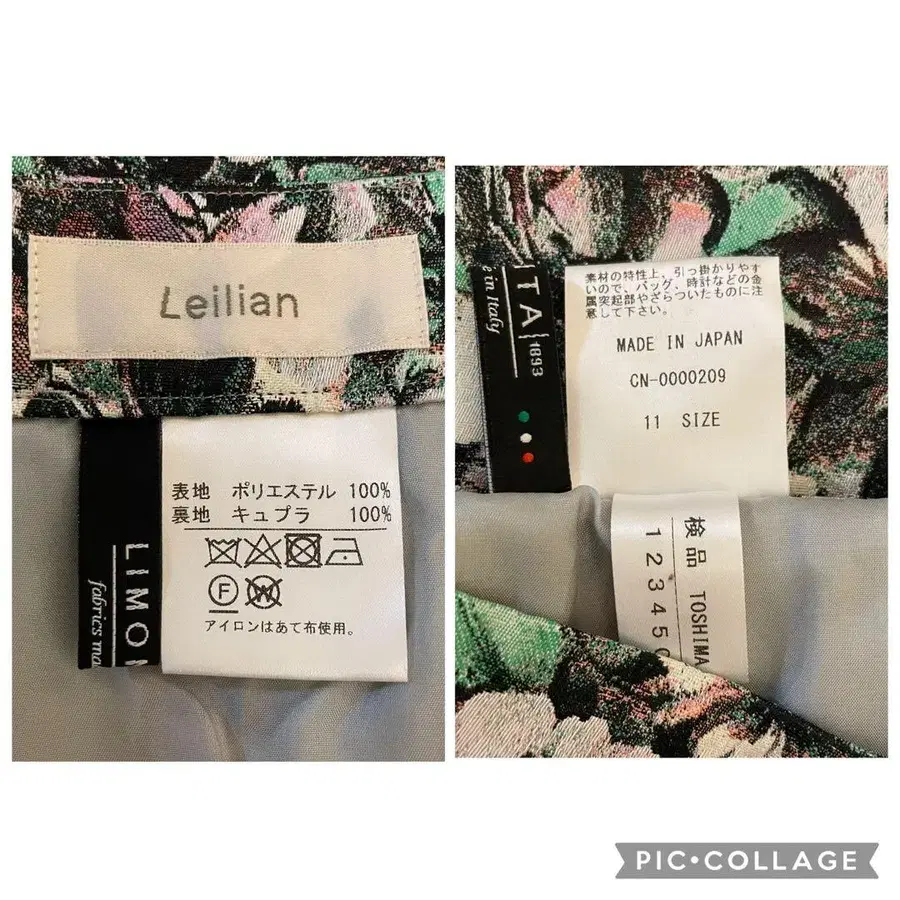 Leilian
LIMON
fabrics ma
表地 ポリエステル 100%
裏地 キュプラ 100%
F
W
アイロンはあて布使用。
TA
1893
e in Italy
素材の特性上、引っ掛かりやす
いので、バッグ、時計などの金
属突起部やざらついたものに注
意して下さい。
MADE IN JAPAN
CN-0000209
11 SIZE
検品 TOSHIMA
12345
PIC•COLLAGE